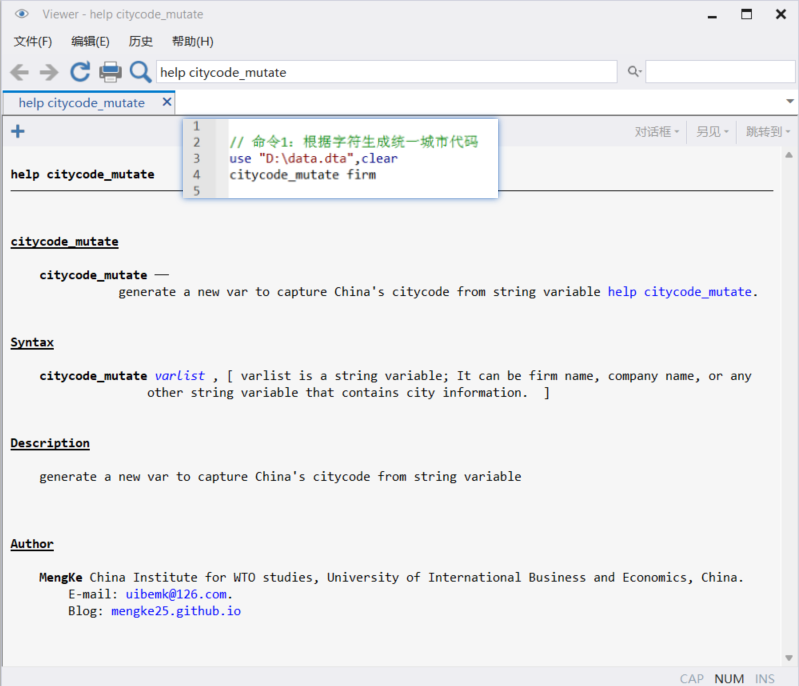 Viewer - help citycode_mutate
文件(F) 编辑(E) 历史 帮助(H)
help citycode_mutate
help citycode_mutate
对话框 另见 跳转到
1
2 // 命令1：根据字符生成统一城市代码
3 use "D:\data.dta",clear
4 citycode_mutate firm
5
help citycode_mutate
citycode_mutate
citycode_mutate —
generate a new var to capture China's citycode from string variable help citycode_mutate.
Syntax
citycode_mutate varlist , [ varlist is a string variable; It can be firm name, company name, or any
other string variable that contains city information. ]
Description
generate a new var to capture China's citycode from string variable
Author
MengKe China Institute for WTO studies, University of International Business and Economics, China.
E-mail: uibemk@126.com.
Blog: mengke25.github.io
CAP NUM INS